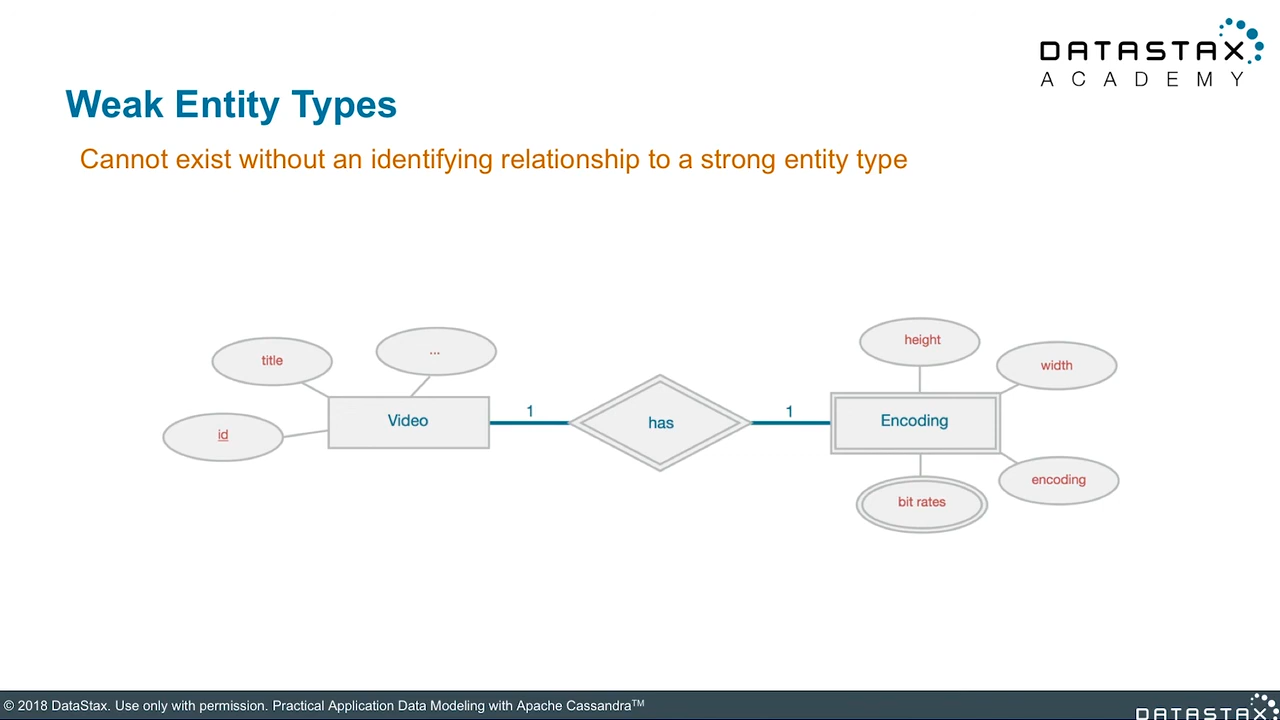 DATASTAX
ACADEMY
Weak Entity Types
Cannot exist without an identifying relationship to a strong entity type
title
...
id
Video
1
has
1
height
width
Encoding
bit rates
encoding
© 2018 DataStax. Use only with permission. Practical Application Data Modeling with Apache Cassandra™
DATASTAX